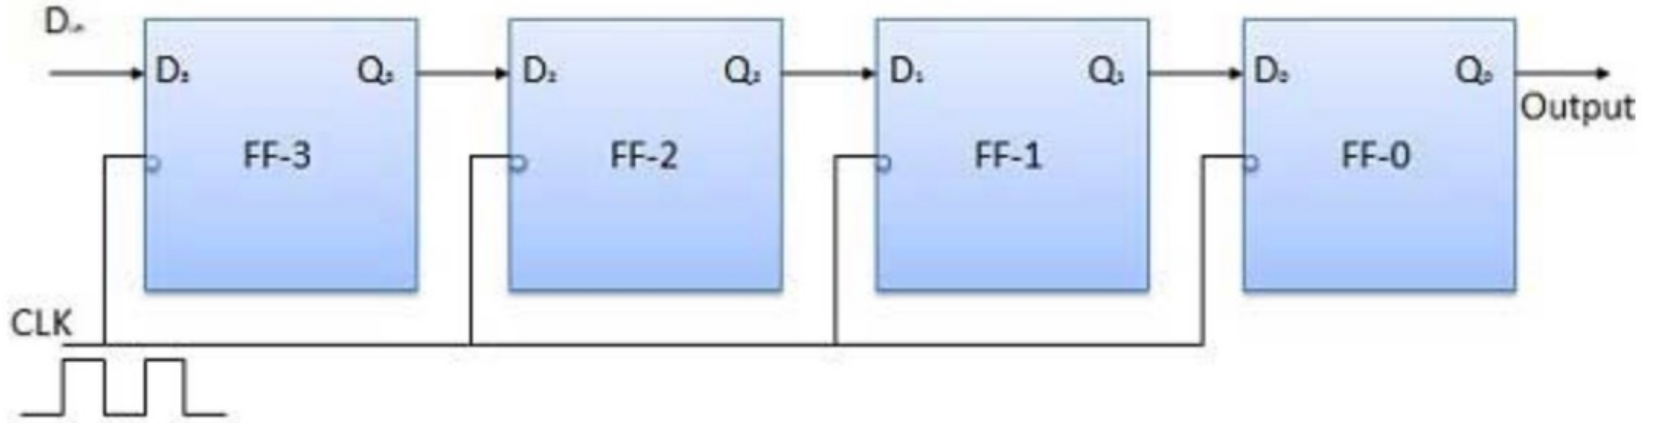 Dᵢₙ
D₃ Q₃ D₂ Q₂ D₁ Q₁ D₀ Q₀
Output
FF-3 FF-2 FF-1 FF-0
CLK